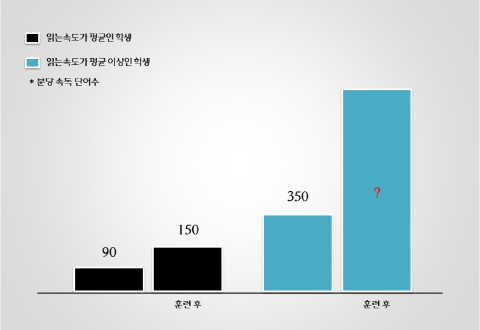 읽는속도가 평균인 학생
읽는속도가 평균 이상인 학생
* 분당 속독 단어수
90
150
350
?
훈련 후
훈련 후